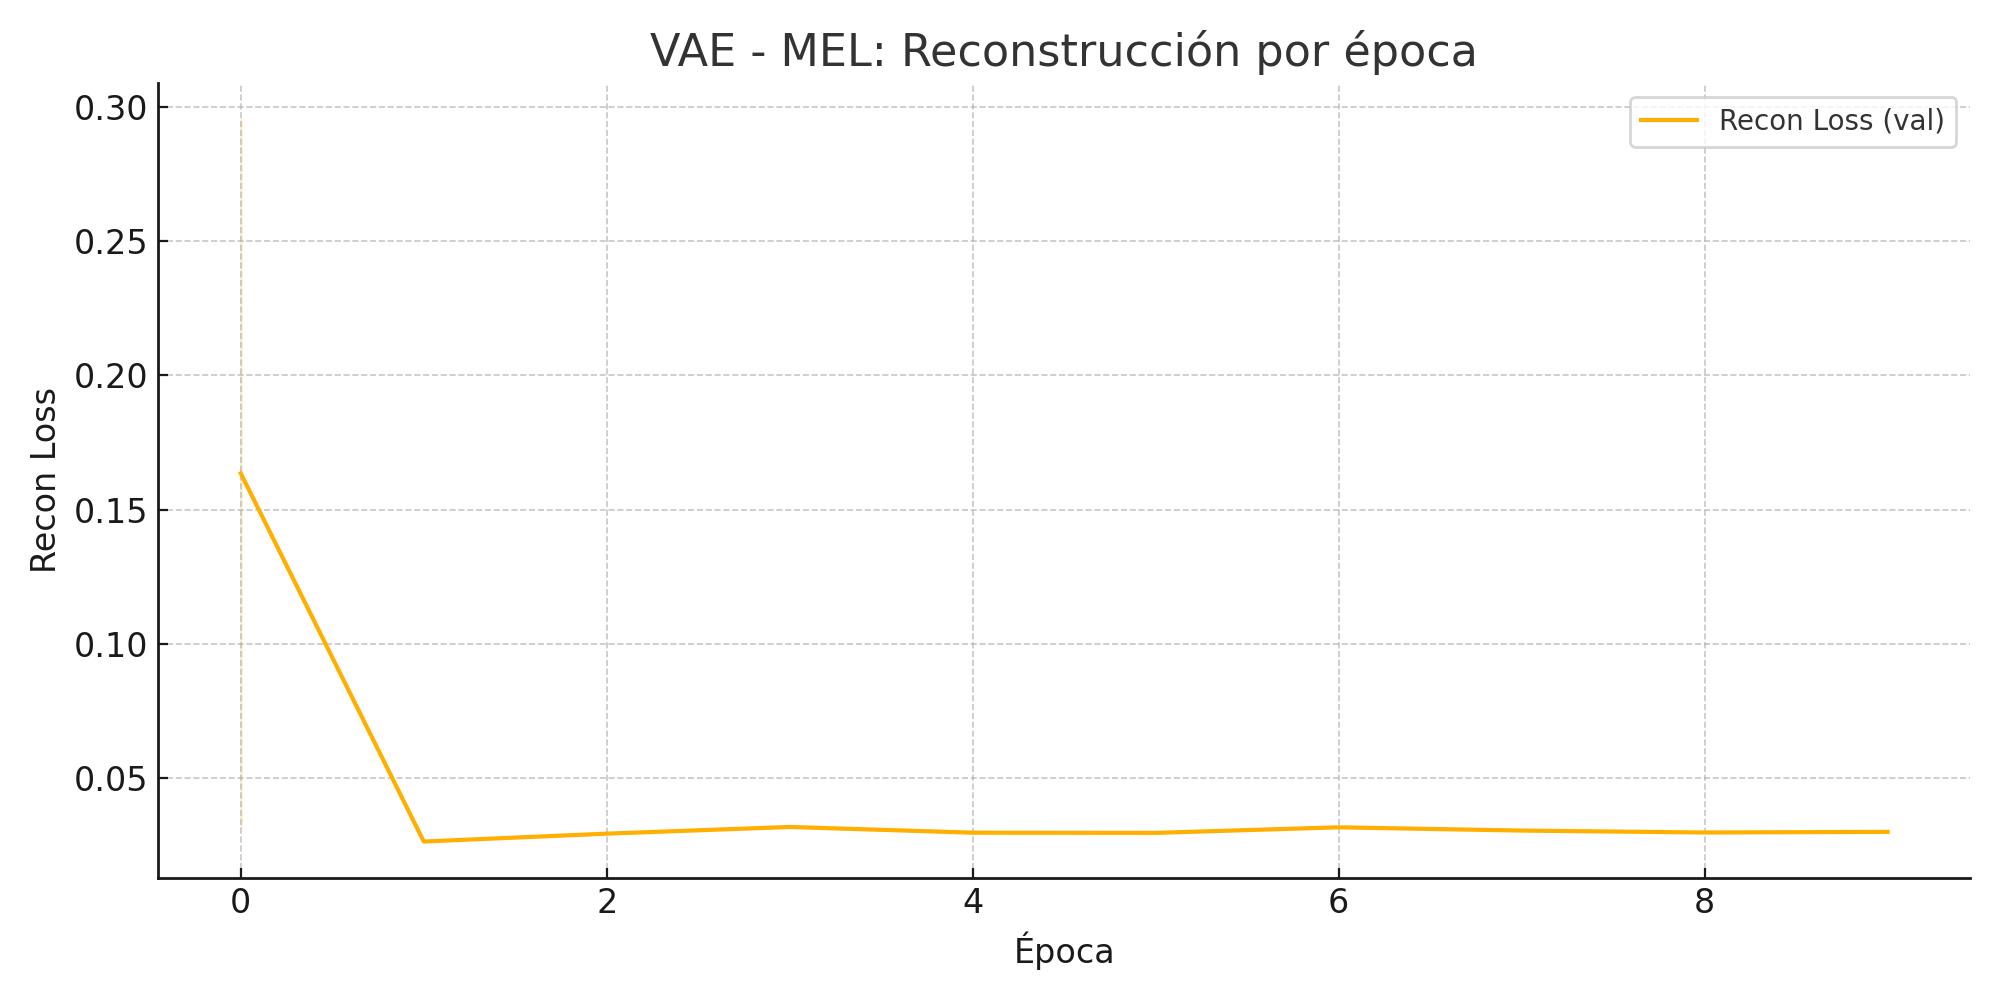 VAE - MEL: Reconstrucción por época
Recon Loss (val)
Recon Loss
0.30
0.25
0.20
0.15
0.10
0.05
0 2 4 6 8
Época